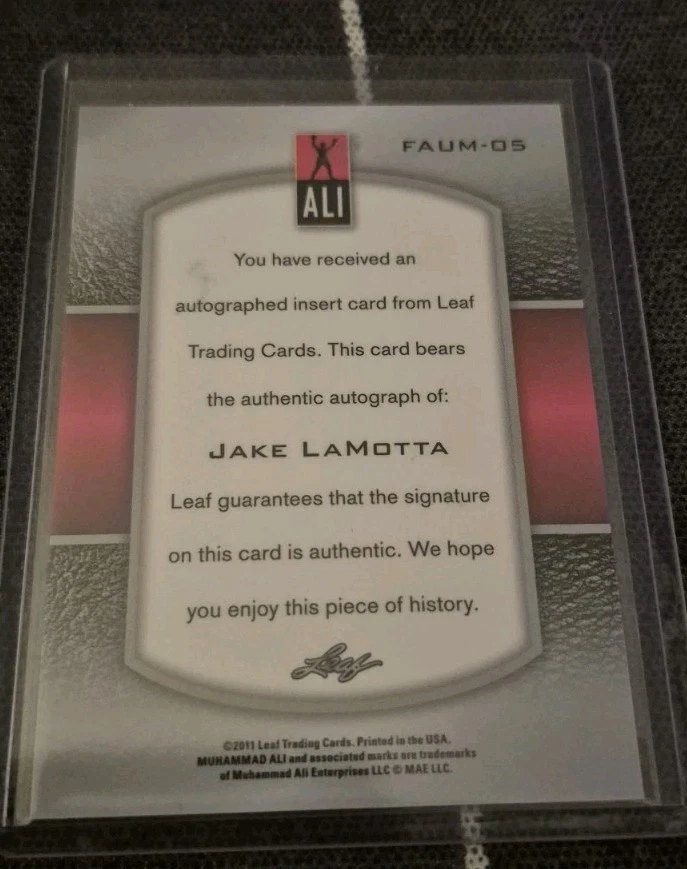 FAUM-05
ALI
You have received an
autographed insert card from Leaf
Trading Cards. This card bears
the authentic autograph of:
JAKE LAMOTTA
Leaf guarantees that the signature
on this card is authentic. We hope
you enjoy this piece of history.
Leaf
©2011 Leaf Trading Cards. Printed in the USA.
MUHAMMAD ALI and associated marks are trademarks
of Muhammad Ali Enterprises LLC © MAE LLC.